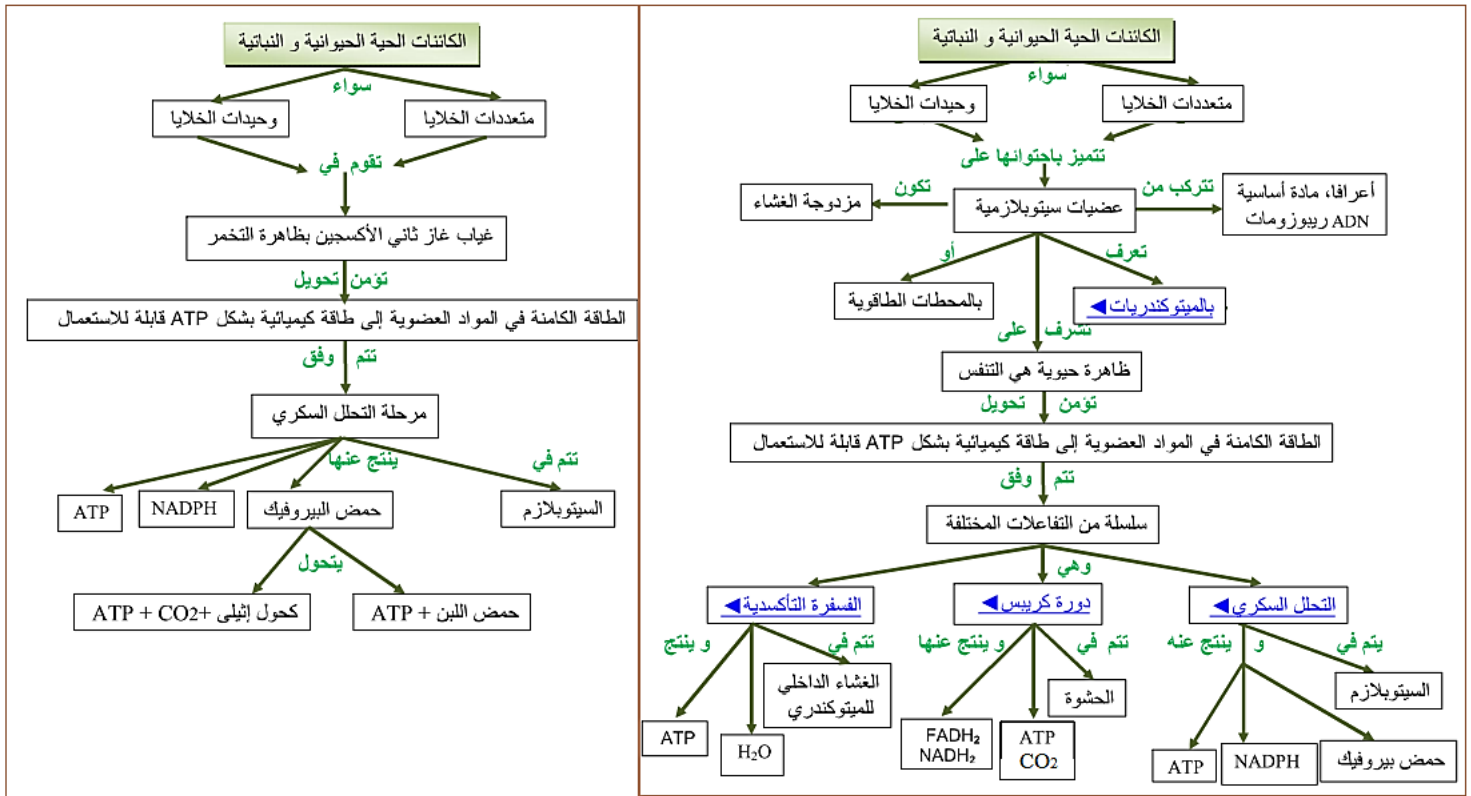 الكائنات الحية الحيوانية و النباتية
سواء
متعددات الخلايا
وحيدات الخلايا
تتميز باحتوائها على
عضيات سيتوبلازمية
تتركب من
أعرافا، مادة أساسية
ADN ريبوزومات
تكون
مزدوجة الغشاء
تعرف
بالميتوكندريات◄
أو
بالمحطات الطاقوية
تشرف على
ظاهرة حيوية هي التنفس
تؤمن تحويل
الطاقة الكامنة في المواد العضوية إلى طاقة كيميائية بشكل ATP قابلة للاستعمال
تتم وفق
سلسلة من التفاعلات المختلفة
وهي
التحلل السكري◄
دورة كريبس◄
الفسفرة التأكسدية◄
يتم في
و ينتج عنه
السيتوبلازم
حمض بيروفيك
NADPH
ATP
تتم في
و ينتج عنها
الحشوة
ATP
CO2
FADH₂
NADH₂
تتم في
و ينتج
الغشاء الداخلي
للميتوكندري
H₂O
ATP
الكائنات الحية الحيوانية و النباتية
سواء
متعددات الخلايا
وحيدات الخلايا
تقوم في
غياب غاز ثاني الأكسجين بظاهرة التخمر
تؤمن تحويل
الطاقة الكامنة في المواد العضوية إلى طاقة كيميائية بشكل ATP قابلة للاستعمال
تتم وفق
مرحلة التحلل السكري
تتم في
ينتج عنها
السيتوبلازم
حمض البيروفيك
NADPH
ATP
يتحول
حمض اللبن + ATP
كحول إثيلى +ATP + CO2